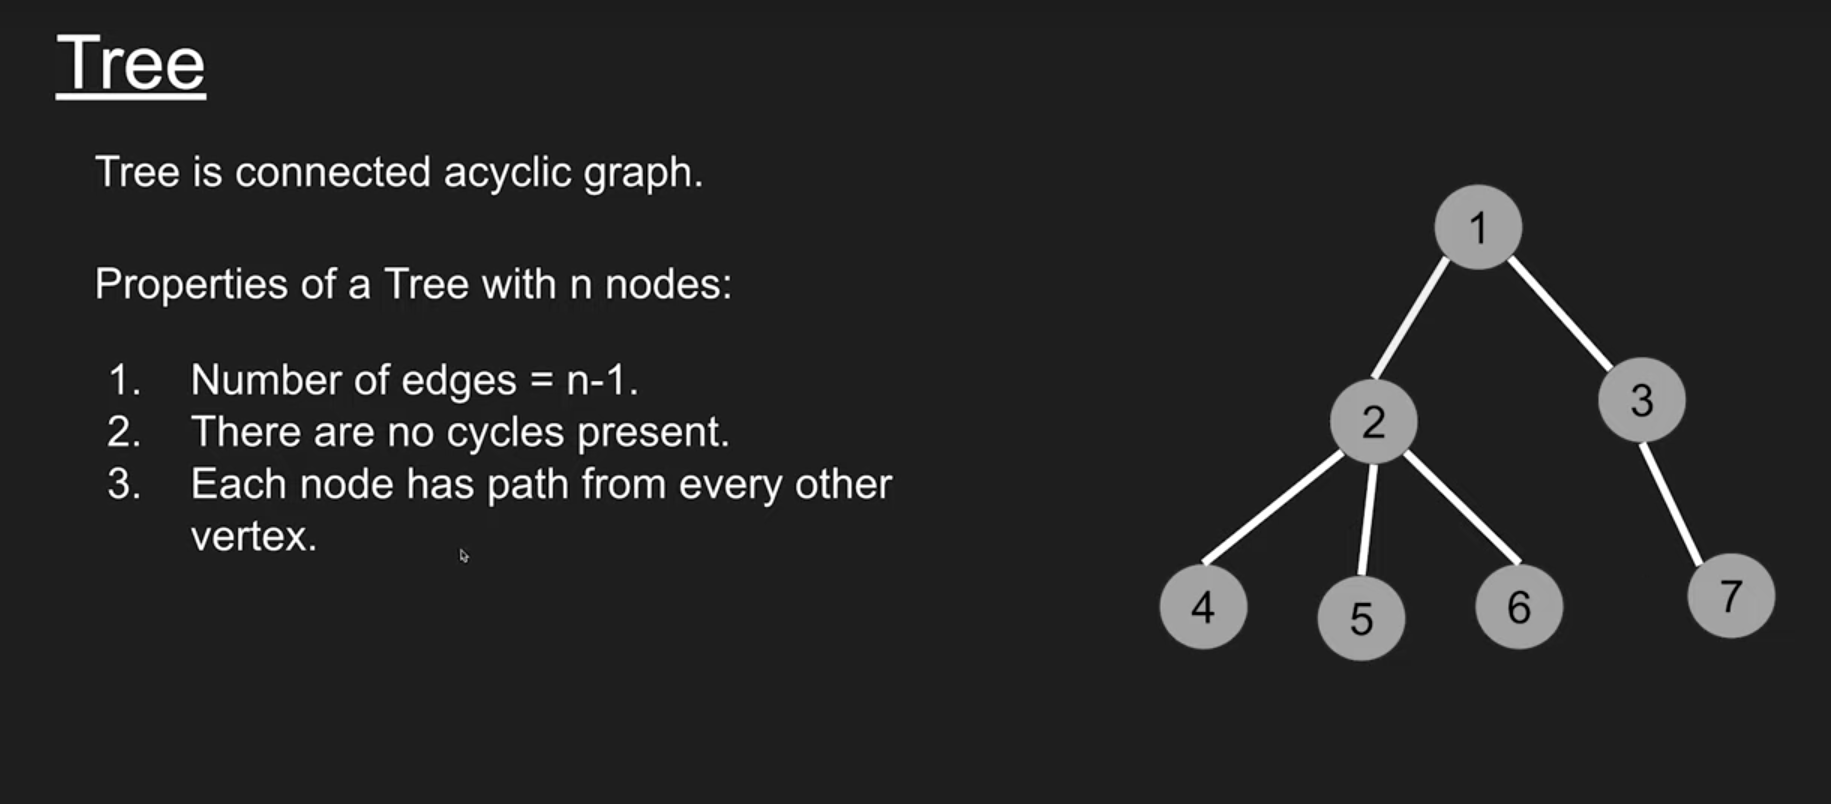 Tree
Tree is connected acyclic graph.
Properties of a Tree with n nodes:
1. Number of edges = n-1.
2. There are no cycles present.
3. Each node has path from every other
vertex.
1
3
2
4
5
6
7